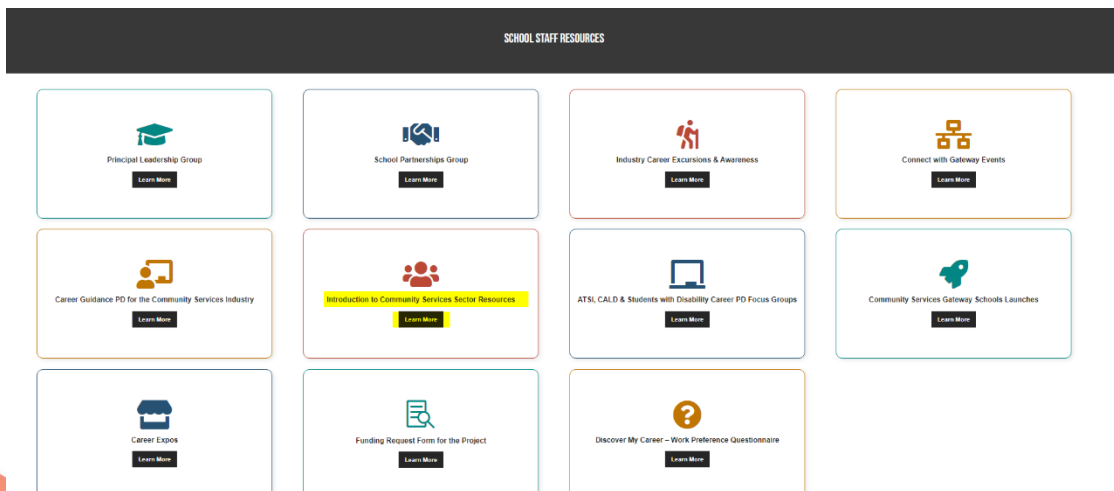 SCHOOL STAFF RESOURCES
Principal Leadership Group
Learn More
School Partnerships Group
Learn More
Industry Career Excursions & Awareness
Learn More
Connect with Gateway Events
Learn More
Career Guidance PD for the Community Services Industry
Learn More
Introduction to Community Services Sector Resources
Learn More
ATSI, CALD & Students with Disability Career PD Focus Groups
Learn More
Community Services Gateway Schools Launches
Learn More
Career Expos
Learn More
Funding Request Form for the Project
Learn More
Discover My Career – Work Preference Questionnaire
Learn More